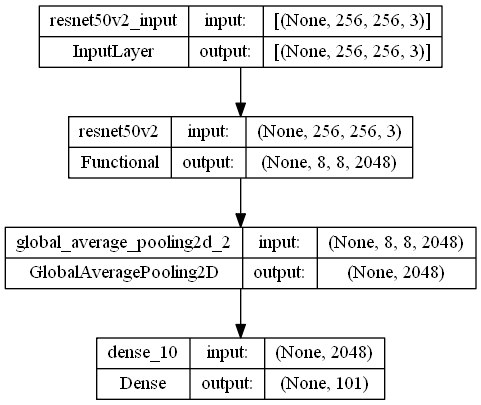 resnet50v2_input input: [(None, 256, 256, 3)]
InputLayer output: [(None, 256, 256, 3)]
resnet50v2 input: (None, 256, 256, 3)
Functional output: (None, 8, 8, 2048)
global_average_pooling2d_2 input: (None, 8, 8, 2048)
GlobalAveragePooling2D output: (None, 2048)
dense_10 input: (None, 2048)
Dense output: (None, 101)